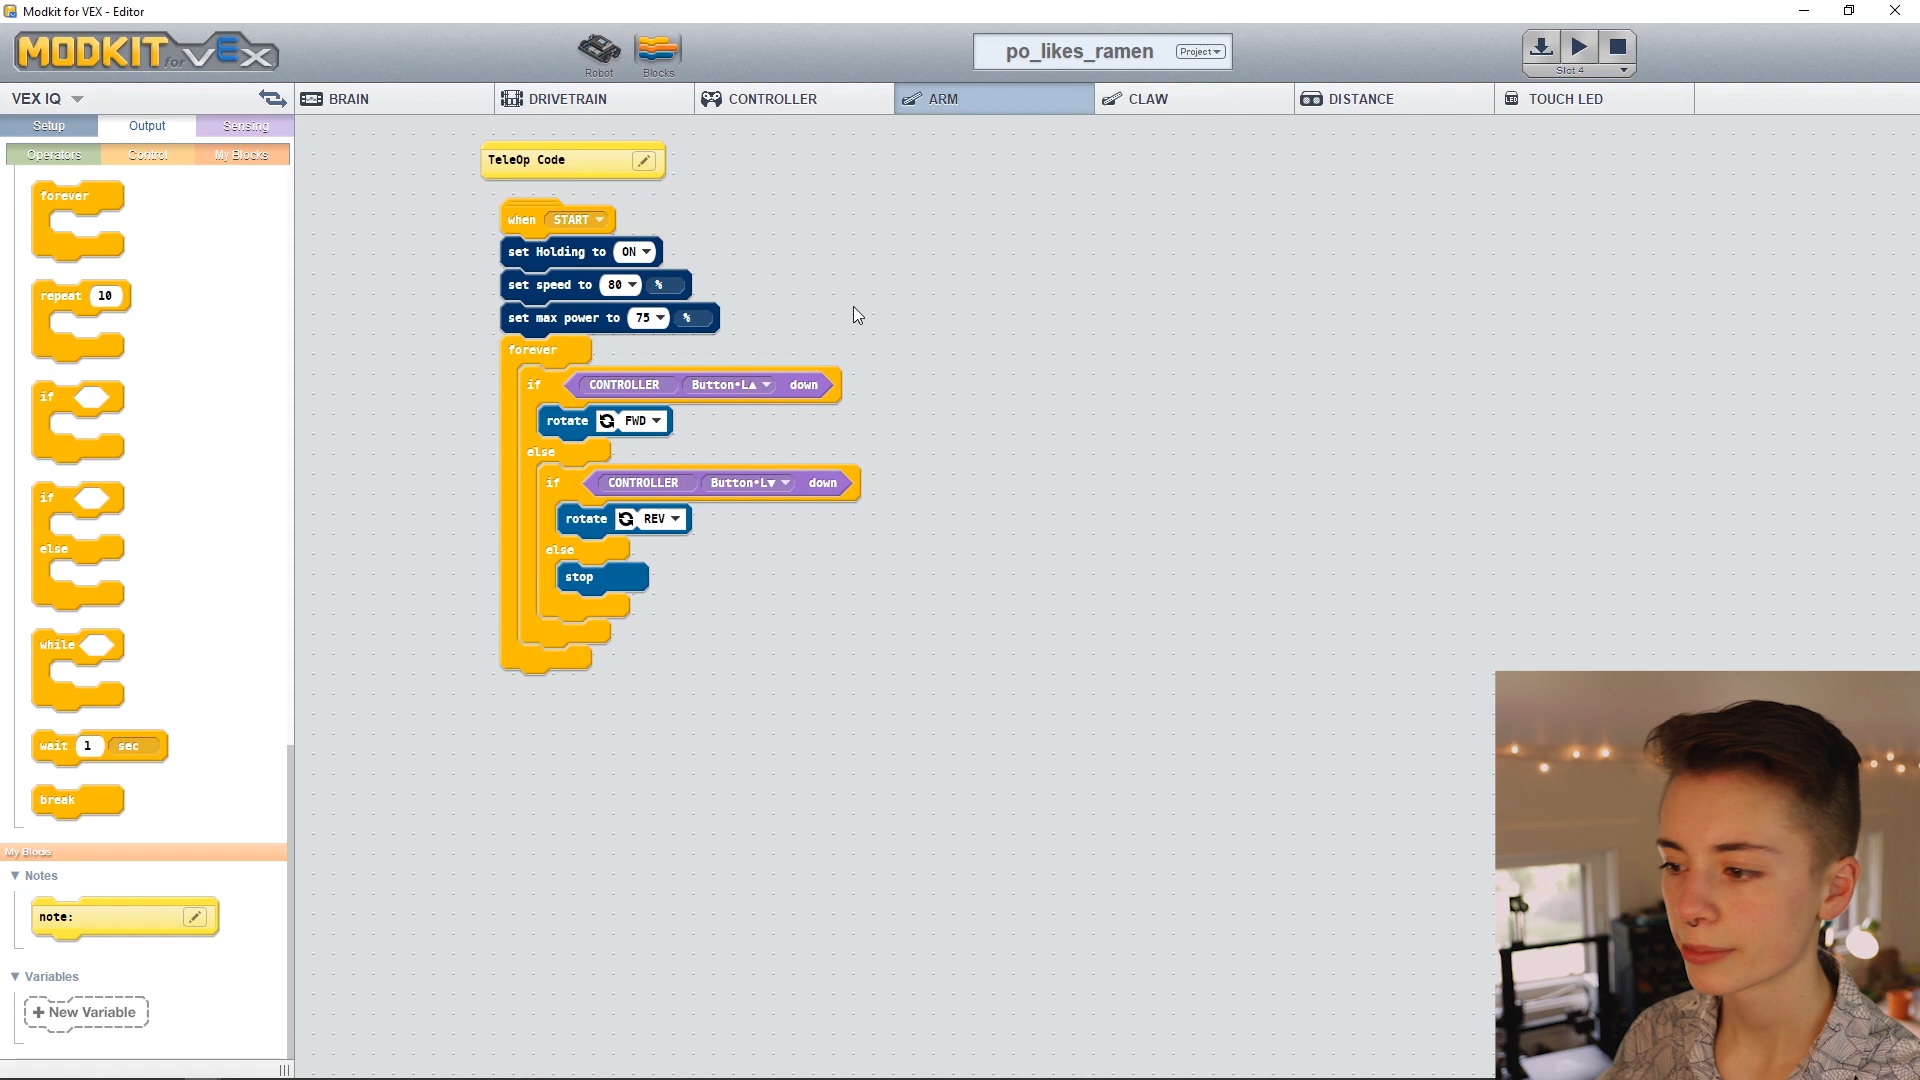 Modkit for VEX - Editor
MODKIT for VEX
Robot
Blocks
po_likes_ramen
Project
Slot 4
VEX IQ
BRAIN
DRIVETRAIN
CONTROLLER
ARM
CLAW
DISTANCE
LED TOUCH LED
Setup
Output
Sensing
Operators
Control
My Blocks
forever
repeat 10
if
if
else
while
wait 1 sec
break
My Blocks
Notes
note:
Variables
+ New Variable
TeleOp Code
when START
set Holding to ON
set speed to 80 %
set max power to 75 %
forever
if CONTROLLER Button•L▲ down
rotate FWD
else
if CONTROLLER Button•L▼ down
rotate REV
else
stop